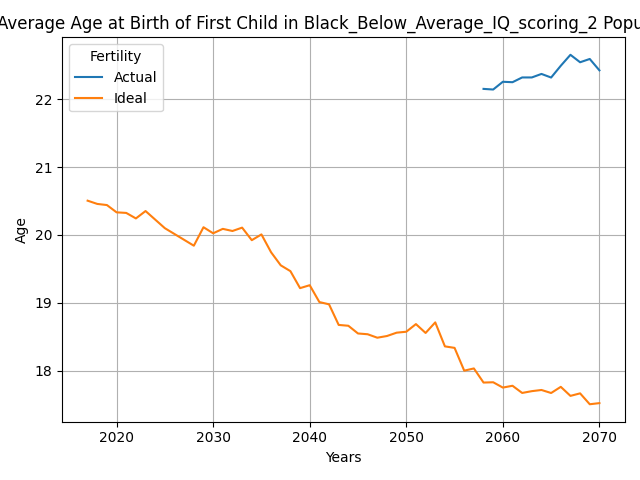 Average Age at Birth of First Child in Black_Below_Average_IQ_scoring_2 Popu
Fertility
Actual
Ideal
22
21
20
19
18
Age
2020 2030 2040 2050 2060 2070
Years